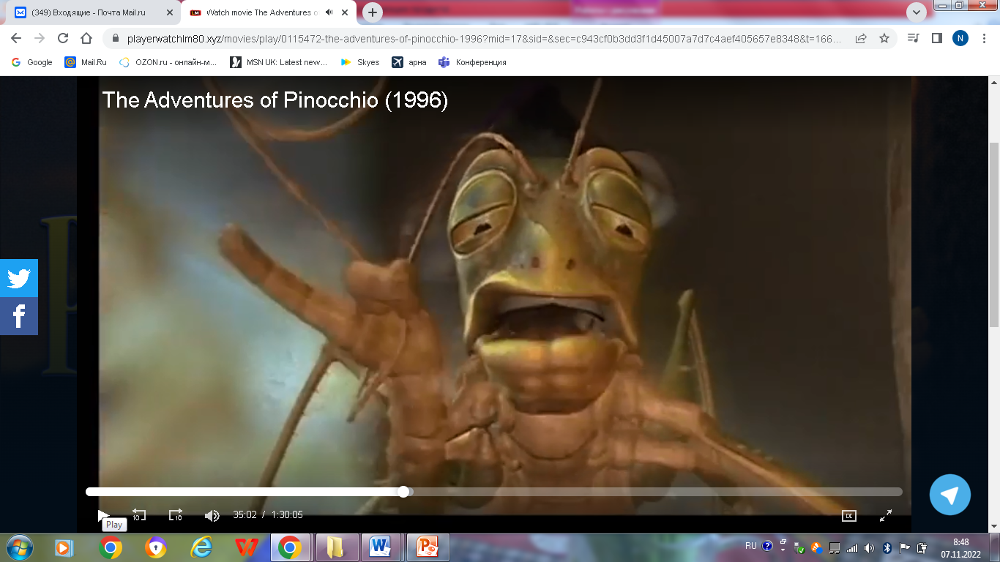 (349) Входящие - Почта Mail.ru
Watch movie The Adventures o
playerwatchlm80.xyz/movies/play/0115472-the-adventures-of-pinocchio-1996?mid=17&sid=&sec=c943cf0b3dd3f1d45007a7d7c4aef405657e8348&t=166...
N
Google
Mail.Ru
OZON.ru - онлайн-м...
MSN UK: Latest new...
Skyes
арна
Конференция
The Adventures of Pinocchio (1996)
10
10
35:02 / 1:30:05
Play
RU
8:48
07.11.2022